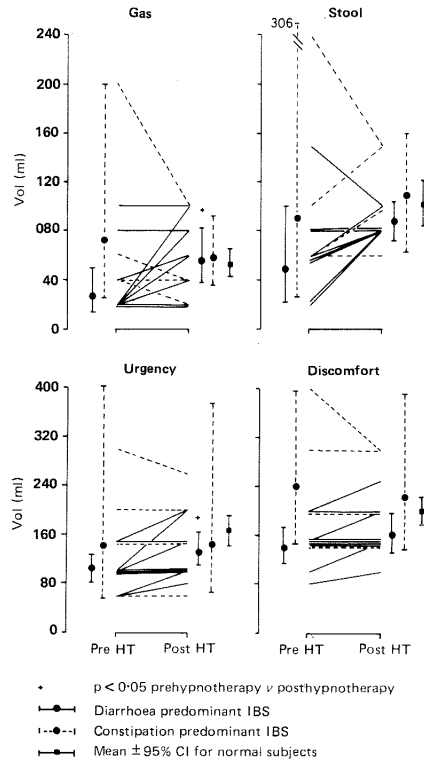 Gas Stool
306
240
200
160
120
080
40
0
Vol (ml)
Urgency Discomfort
400
320
240
160
80
0
Vol (ml)
Pre HT Post HT Pre HT Post HT
+ p < 0·05 prehypnotherapy v posthypnotherapy
Diarrhoea predominant IBS
Constipation predominant IBS
Mean ± 95% CI for normal subjects